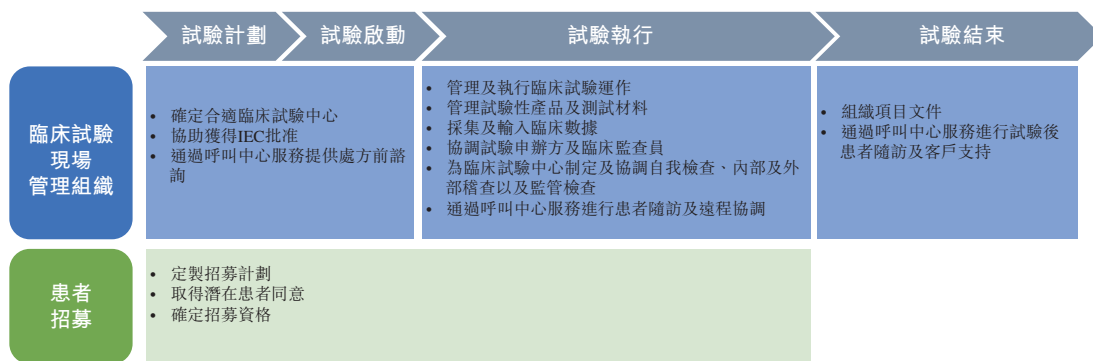 試驗計劃
試驗啟動
試驗執行
試驗結束
臨床試驗
現場
管理組織
• 確定合適臨床試驗中心
• 協助獲得IEC批准
• 通過呼叫中心服務提供處方前諮
詢
• 管理及執行臨床試驗運作
• 管理試驗性產品及測試材料
• 採集及輸入臨床數據
• 協調試驗申辦方及臨床監查員
• 為臨床試驗中心制定及協調自我檢查、內部及外
部稽查以及監管檢查
• 通過呼叫中心服務進行患者隨訪及遠程協調
• 組織項目文件
• 通過呼叫中心服務進行試驗後
患者隨訪及客戶支持
患者
招募
• 定製招募計劃
• 取得潛在患者同意
• 確定招募資格